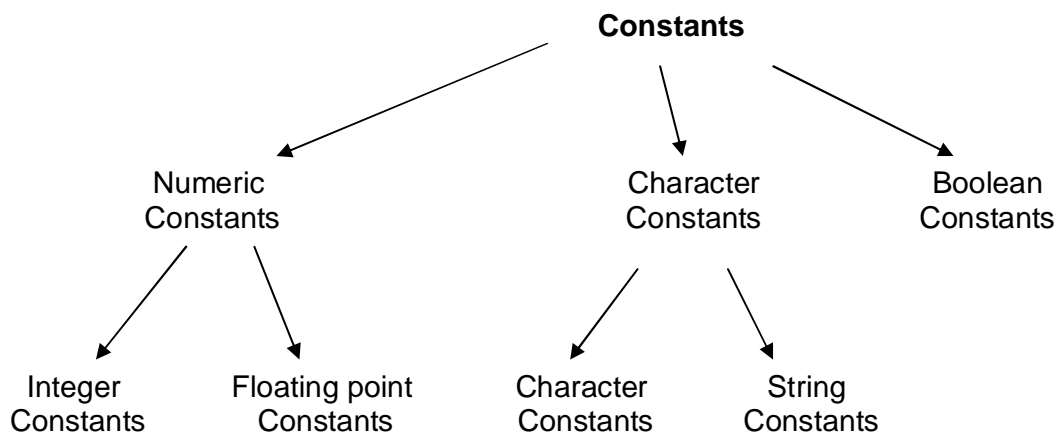 Constants
Numeric
Constants
Character
Constants
Boolean
Constants
Integer
Constants
Floating point
Constants
Character
Constants
String
Constants